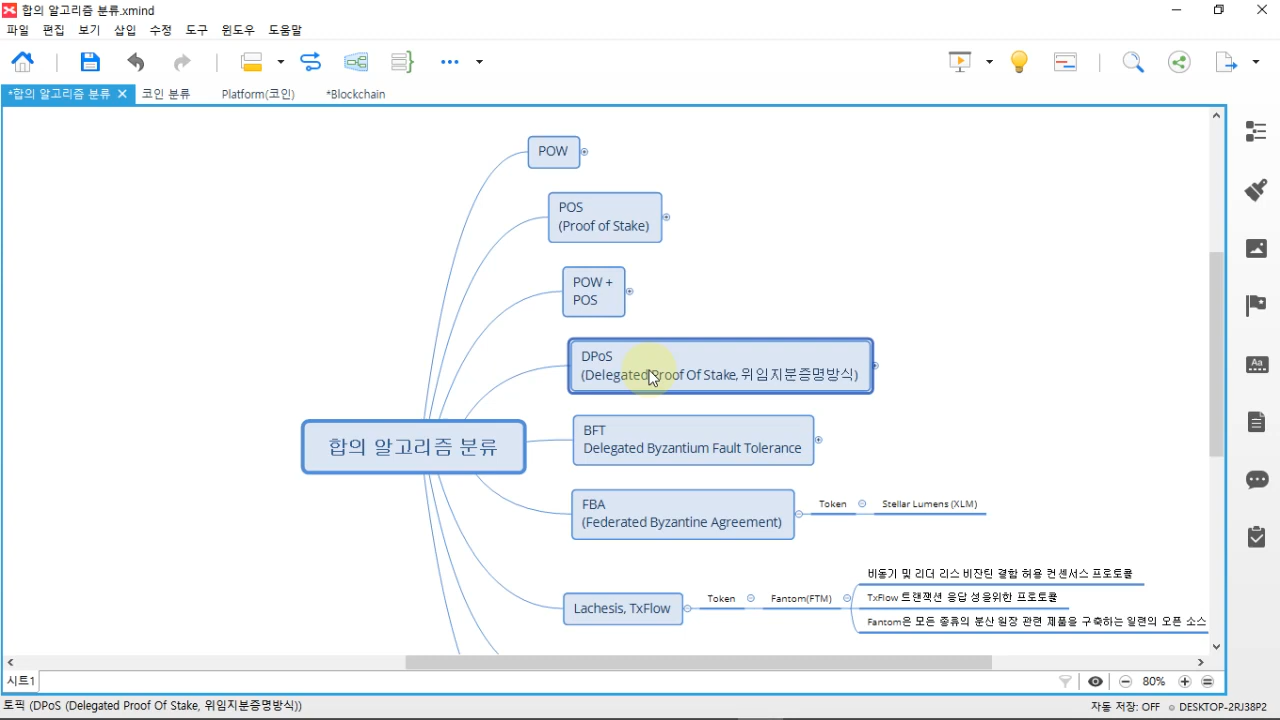 합의 알고리즘 분류.xmind
파일 편집 보기 삽입 수정 도구 윈도우 도움말
*합의 알고리즘 분류 코인 분류 Platform(코인) *Blockchain
POW
POS
(Proof of Stake)
POW +
POS
DPoS
(Delegated Proof Of Stake, 위임지분증명방식)
합의 알고리즘 분류
BFT
Delegated Byzantium Fault Tolerance
FBA
(Federated Byzantine Agreement)
Token
Stellar Lumens (XLM)
Lachesis, TxFlow
Token
Fantom(FTM)
비동기 및 리더 리스 비잔틴 결함 허용 컨센서스 프로토콜
TxFlow 트랜잭션 응답 성을위한 프로토콜
Fantom은 모든 종류의 분산 원장 관련 제품을 구축하는 일련의 오픈 소스
시트1
80%
토픽 (DPoS (Delegated Proof Of Stake, 위임지분증명방식))
자동 저장: OFF
DESKTOP-2RJ38P2